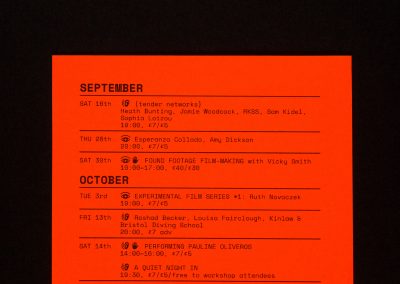 SEPTEMBER
SAT 16th (tender networks)
Heath Bunting, Jamie Woodcock, RKSS, Sam Kidel,
Sophia Loizou
19:00, £7/£5
THU 28th Esperanza Collado, Amy Dickson
20:00, £7/£5
SAT 30th FOUND FOOTAGE FILM-MAKING with Vicky Smith
10:00-17:00, £40/£30
OCTOBER
TUE 3rd EXPERIMENTAL FILM SERIES #1: Ruth Novaczek
19:00, £7/£5
FRI 13th Rashad Becker, Louisa Fairclough, Kinlaw &
Bristol Diving School
20:00, £7 adv
SAT 14th PERFORMING PAULINE OLIVEROS
14:00-16:00, £7/£5
A QUIET NIGHT IN
19:30, £7/£5/free to workshop attendees